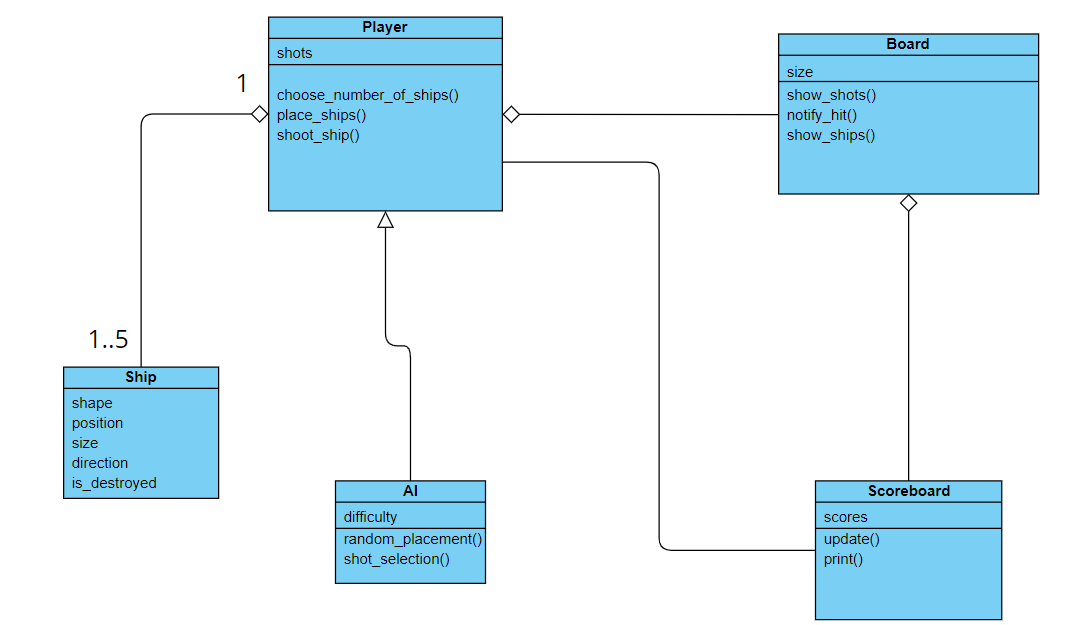 Player
shots
choose_number_of_ships()
place_ships()
shoot_ship()
Board
size
show_shots()
notify_hit()
show_ships()
1
1..5
Ship
shape
position
size
direction
is_destroyed
AI
difficulty
random_placement()
shot_selection()
Scoreboard
scores
update()
print()